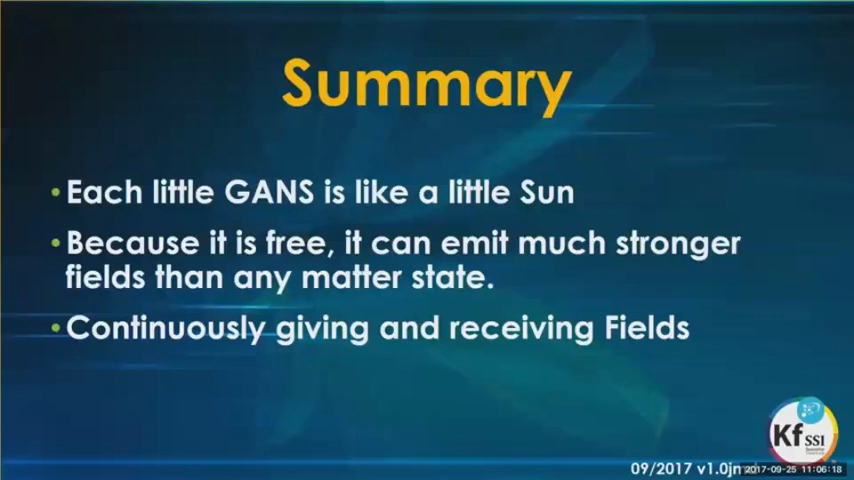 Summary
•Each little GANS is like a little Sun
•Because it is free, it can emit much stronger
fields than any matter state.
•Continuously giving and receiving Fields
Kf SSI
09/2017 v1.0jm 2017-09-25 11:06:18